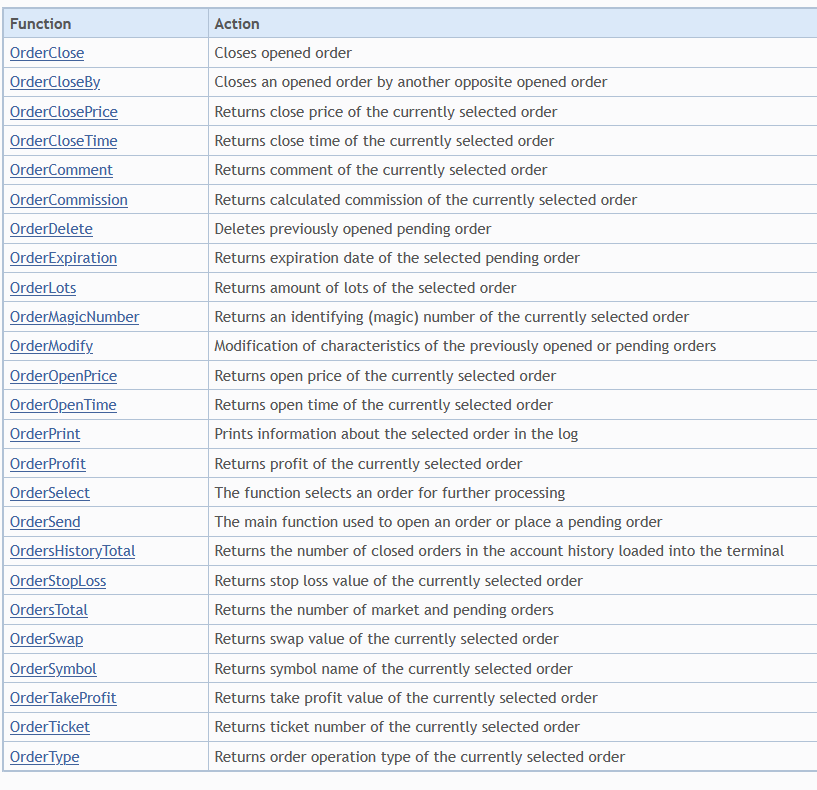 Function Action
OrderClose Closes opened order
OrderCloseBy Closes an opened order by another opposite opened order
OrderClosePrice Returns close price of the currently selected order
OrderCloseTime Returns close time of the currently selected order
OrderComment Returns comment of the currently selected order
OrderCommission Returns calculated commission of the currently selected order
OrderDelete Deletes previously opened pending order
OrderExpiration Returns expiration date of the selected pending order
OrderLots Returns amount of lots of the selected order
OrderMagicNumber Returns an identifying (magic) number of the currently selected order
OrderModify Modification of characteristics of the previously opened or pending orders
OrderOpenPrice Returns open price of the currently selected order
OrderOpenTime Returns open time of the currently selected order
OrderPrint Prints information about the selected order in the log
OrderProfit Returns profit of the currently selected order
OrderSelect The function selects an order for further processing
OrderSend The main function used to open an order or place a pending order
OrdersHistoryTotal Returns the number of closed orders in the account history loaded into the terminal
OrderStopLoss Returns stop loss value of the currently selected order
OrdersTotal Returns the number of market and pending orders
OrderSwap Returns swap value of the currently selected order
OrderSymbol Returns symbol name of the currently selected order
OrderTakeProfit Returns take profit value of the currently selected order
OrderTicket Returns ticket number of the currently selected order
OrderType Returns order operation type of the currently selected order